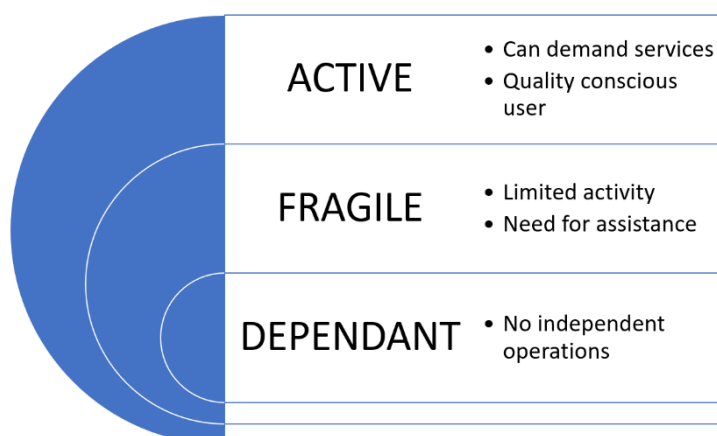 ACTIVE
• Can demand services
• Quality conscious
user
FRAGILE
• Limited activity
• Need for assistance
DEPENDANT
• No independent
operations